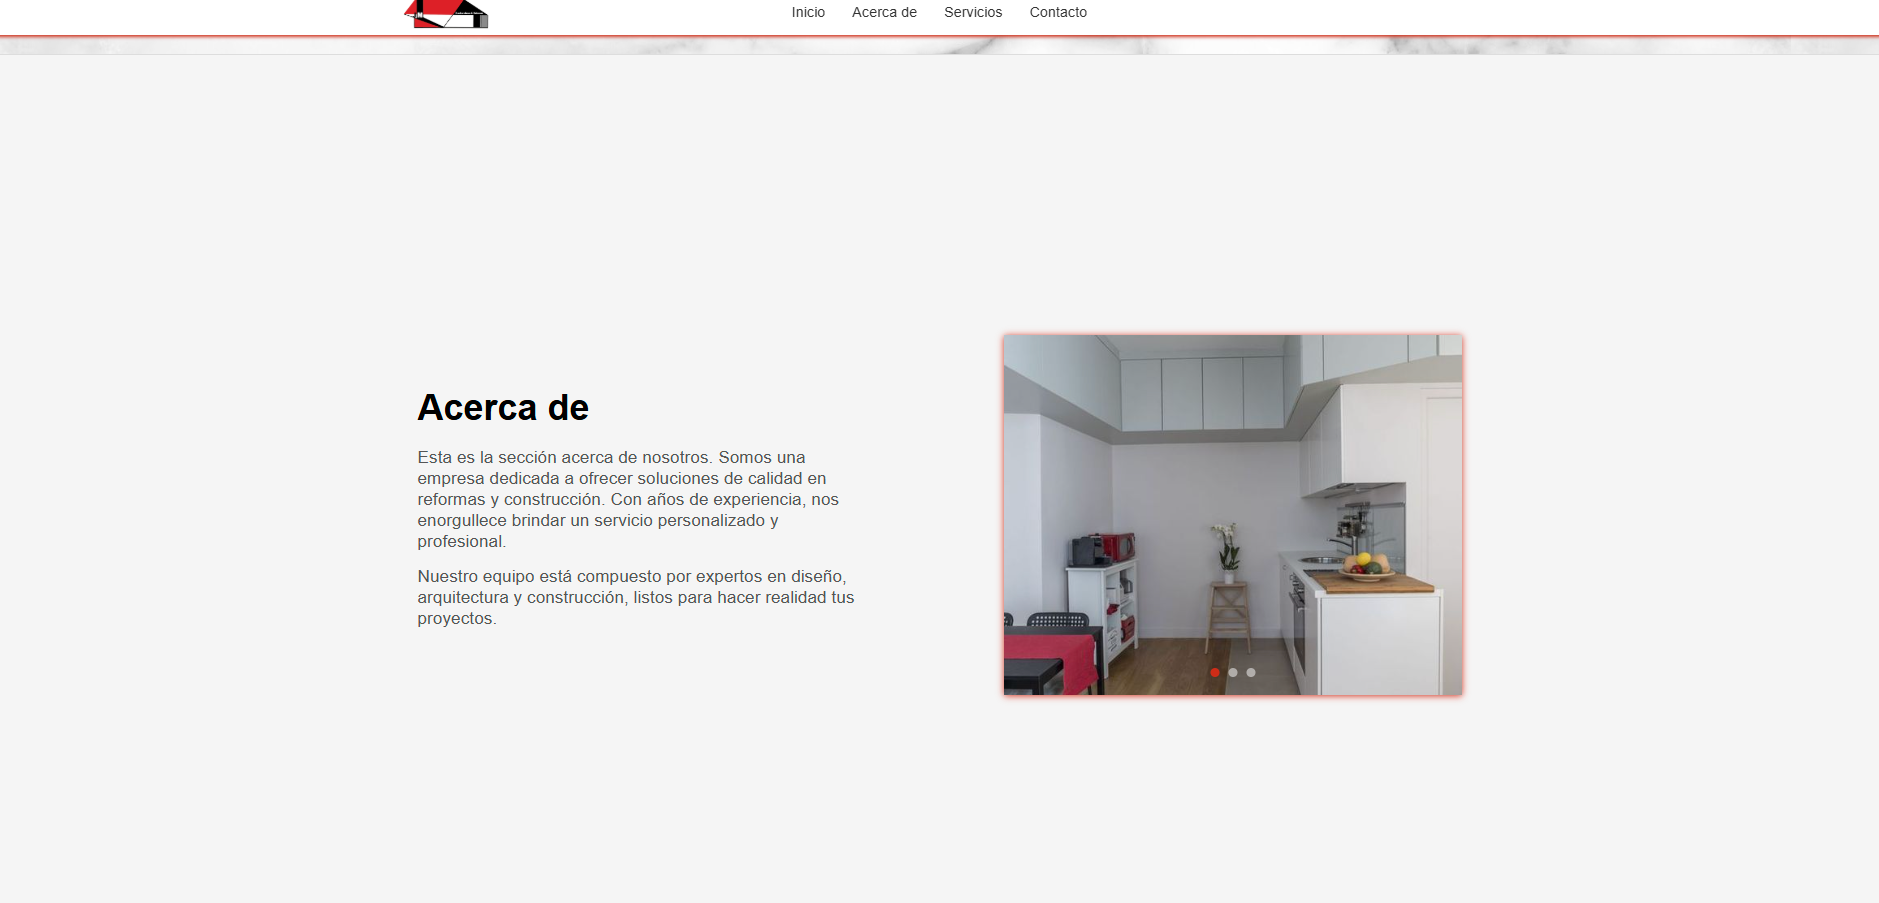 Inicio Acerca de Servicios Contacto
Acerca de
Esta es la sección acerca de nosotros. Somos una
empresa dedicada a ofrecer soluciones de calidad en
reformas y construcción. Con años de experiencia, nos
enorgullece brindar un servicio personalizado y
profesional.
Nuestro equipo está compuesto por expertos en diseño,
arquitectura y construcción, listos para hacer realidad tus
proyectos.